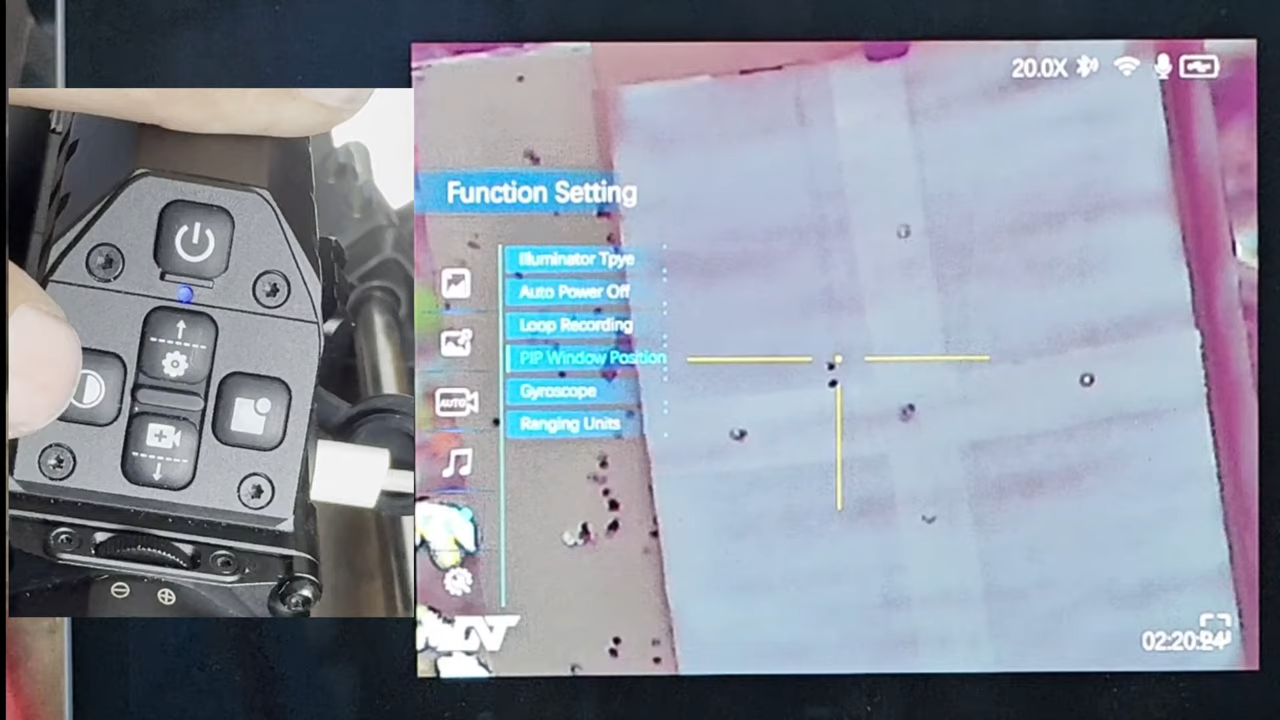 20.0X
Function Setting
Illuminator Tpye
Auto Power Off
Loop Recording
PIP Window Position
Gyroscope
Ranging Units
AUTO
02:20:24